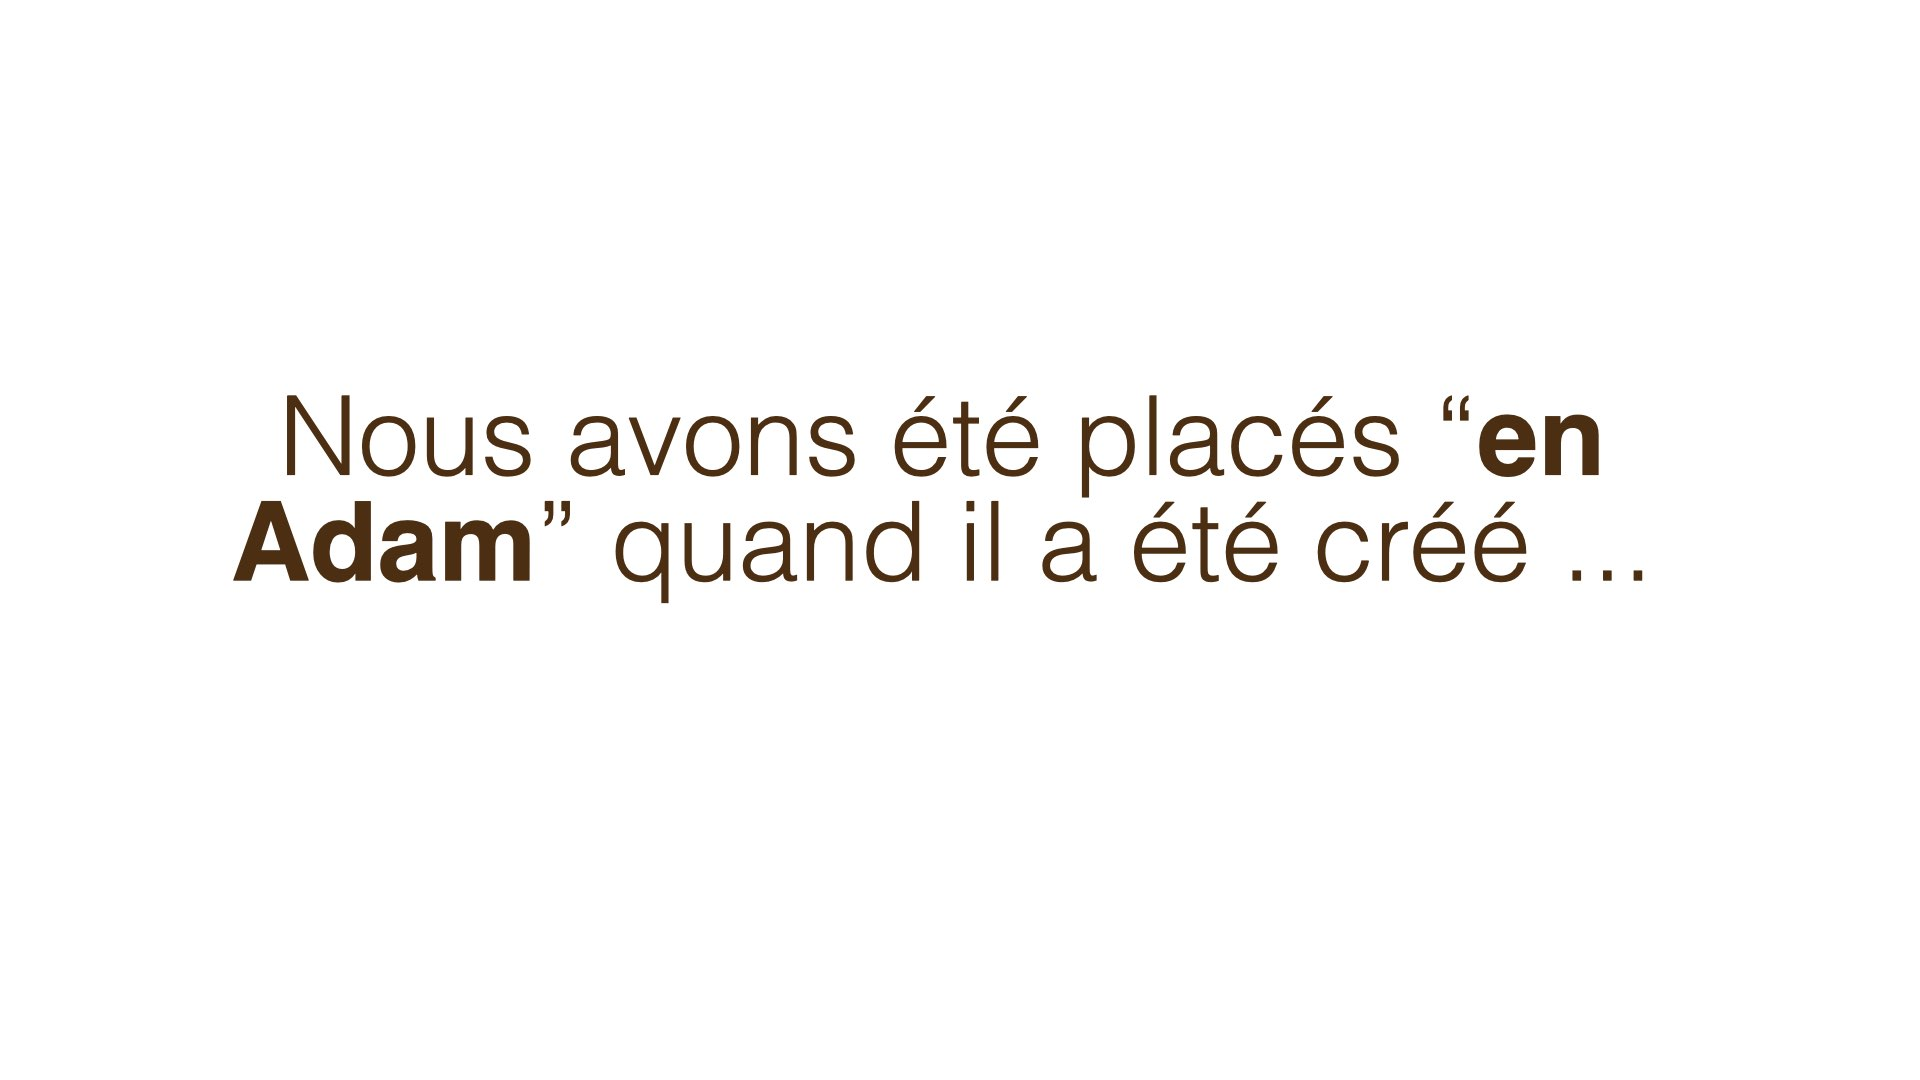 Nous avons été placés “en
Adam” quand il a été créé ...